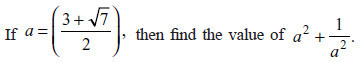 If a = ((3 + √7)/2), then find the value of a² + 1/a².